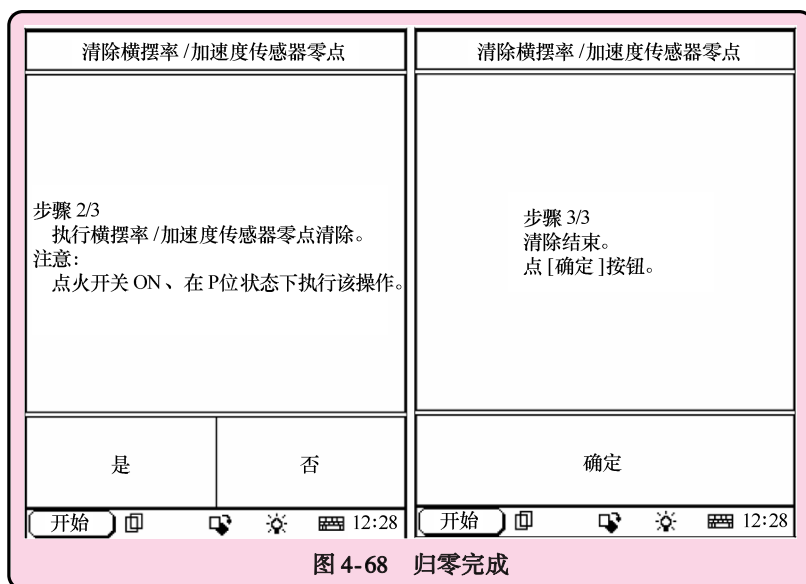 清除横摆率/加速度传感器零点
步骤 2/3
执行横摆率/加速度传感器零点清除。
注意:
点火开关 ON、在 P位状态下执行该操作。
是
否
开始
12:28
清除横摆率/加速度传感器零点
步骤 3/3
清除结束。
点[确定]按钮。
确定
开始
12:28
图 4-68 归零完成